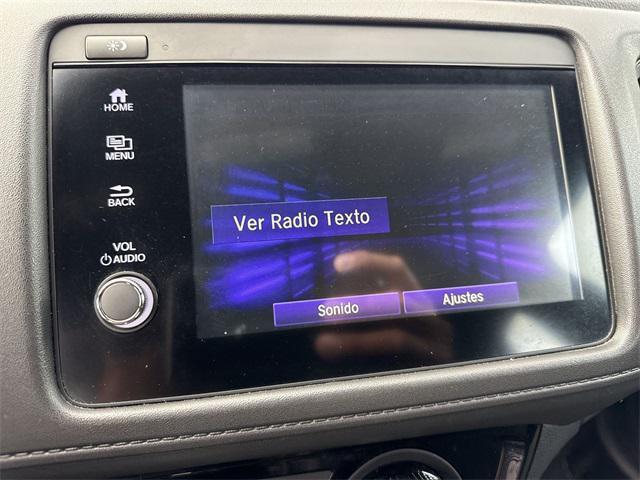 HOME
MENU
BACK
VOL
AUDIO
Ver Radio Texto
Sonido
Ajustes